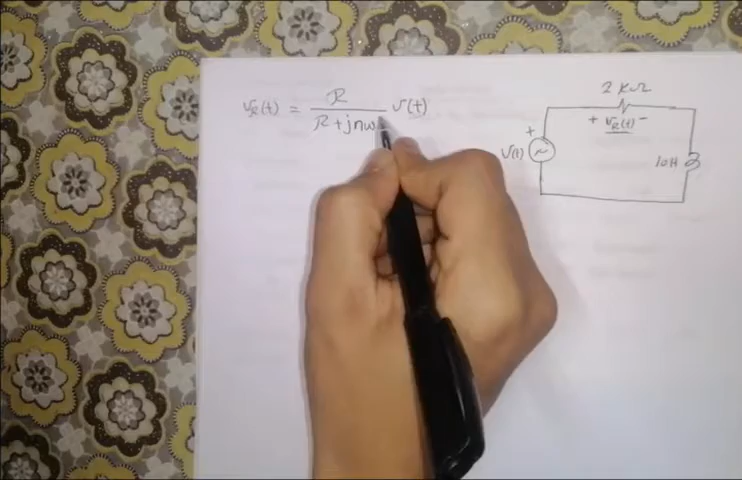 v_R(t) = R / R + jnω v(t)
2 KΩ
+ v_R(t) -
+
V(t)
~
10H